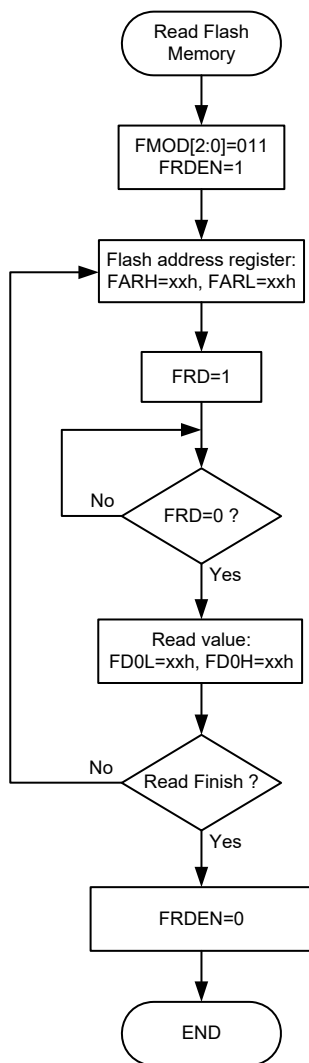 Read Flash
Memory
FMOD[2:0]=011
FRDEN=1
Flash address register:
FARH=xxh, FARL=xxh
FRD=1
No
FRD=0 ?
Yes
Read value:
FD0L=xxh, FD0H=xxh
No
Read Finish ?
Yes
FRDEN=0
END